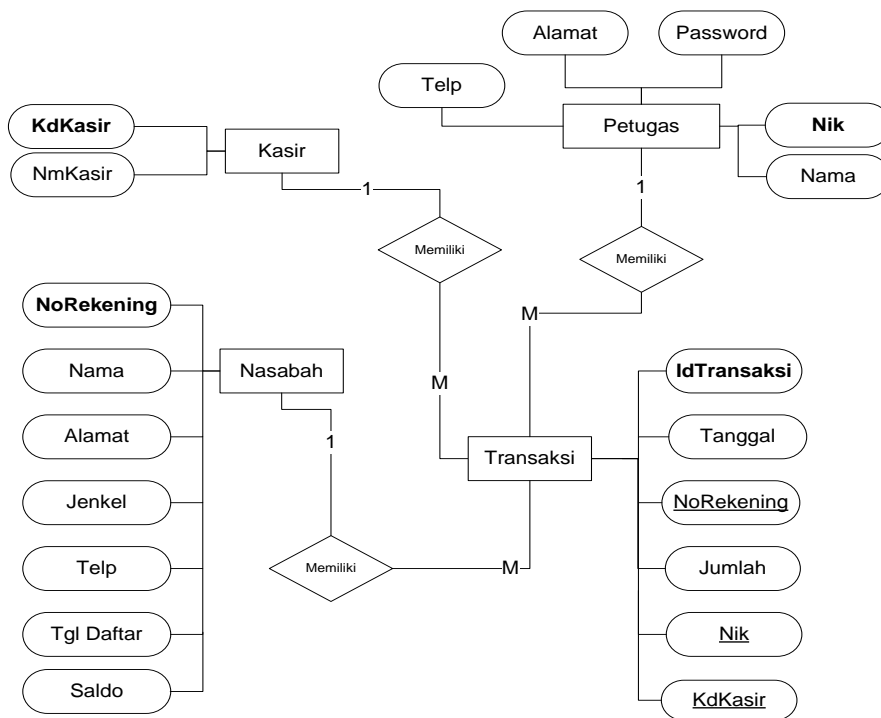 Alamat
Password
Telp
Petugas
Nik
Nama
KdKasir
NmKasir
Kasir
1
1
Memiliki
Memiliki
M
M
NoRekening
Nama
Alamat
Jenkel
Telp
Tgl Daftar
Saldo
Nasabah
1
Memiliki
M
Transaksi
IdTransaksi
Tanggal
NoRekening
Jumlah
Nik
KdKasir